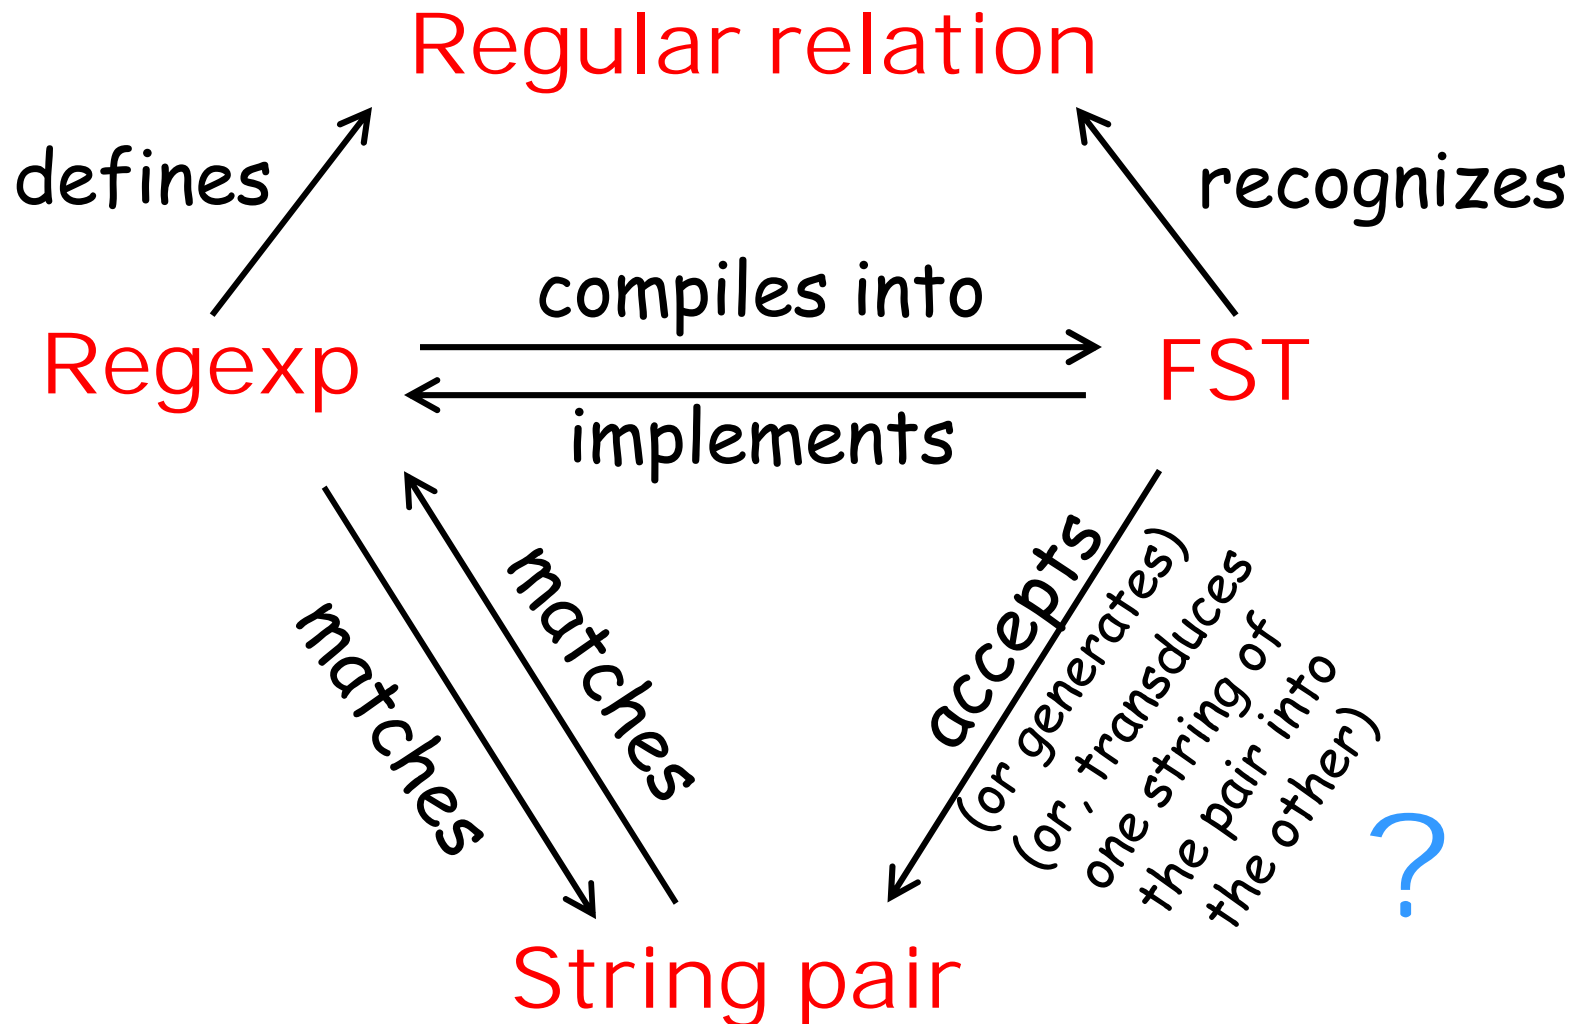 Regular relation
defines
recognizes
compiles into
Regexp
FST
implements
matches
matches
accepts
(or generates)
(or, transduces
one string of
the pair into
the other)
?
String pair